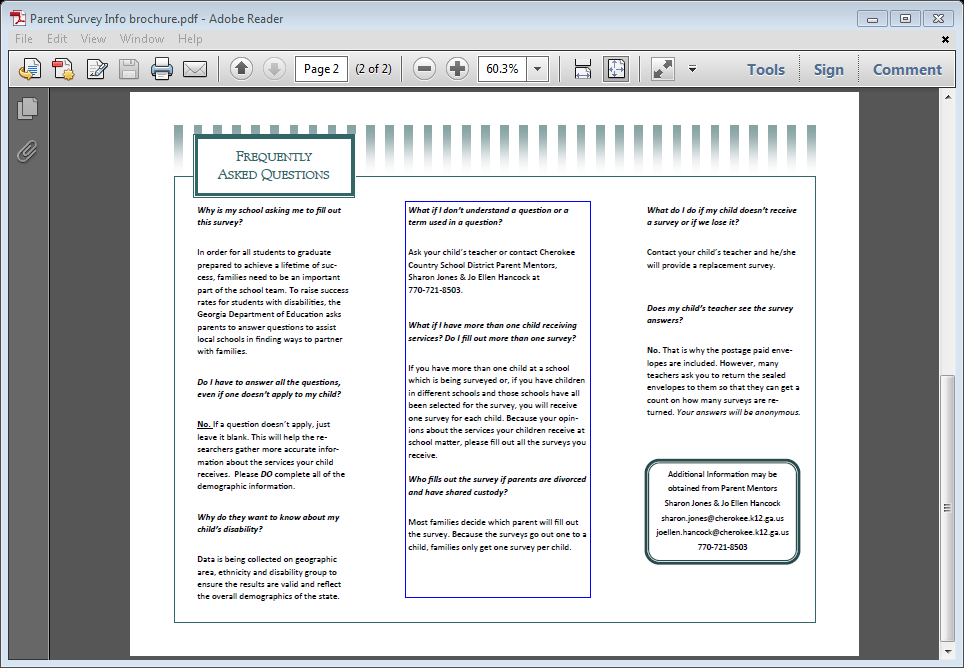 Parent Survey Info brochure.pdf - Adobe Reader
File Edit View Window Help
Page 2 (2 of 2) 60.3% Tools Sign Comment
FREQUENTLY
ASKED QUESTIONS
Why is my school asking me to fill out
this survey?
In order for all students to graduate
prepared to achieve a lifetime of suc-
cess, families need to be an important
part of the school team. To raise success
rates for students with disabilities, the
Georgia Department of Education asks
parents to answer questions to assist
local schools in finding ways to partner
with families.
Do I have to answer all the questions,
even if one doesn't apply to my child?
No. If a question doesn't apply, just
leave it blank. This will help the re-
searchers gather more accurate infor-
mation about the services your child
receives. Please DO complete all of the
demographic information.
Why do they want to know about my
child's disability?
Data is being collected on geographic
area, ethnicity and disability group to
ensure the results are valid and reflect
the overall demographics of the state.
What if I don't understand a question or a
term used in a question?
Ask your child's teacher or contact Cherokee
Country School District Parent Mentors,
Sharon Jones & Jo Ellen Hancock at
770-721-8503.
What if I have more than one child receiving
services? Do I fill out more than one survey?
If you have more than one child at a school
which is being surveyed or, if you have children
in different schools and those schools have all
been selected for the survey, you will receive
one survey for each child. Because your opin-
ions about the services your children receive at
school matter, please fill out all the surveys you
receive.
Who fills out the survey if parents are divorced
and have shared custody?
Most families decide which parent will fill out
the survey. Because the surveys go out one to a
child, families only get one survey per child.
What do I do if my child doesn't receive
a survey or if we lose it?
Contact your child's teacher and he/she
will provide a replacement survey.
Does my child's teacher see the survey
answers?
No. That is why the postage paid enve-
lopes are included. However, many
teachers ask you to return the sealed
envelopes to them so that they can get a
count on how many surveys are re-
turned. Your answers will be anonymous.
Additional Information may be
obtained from Parent Mentors
Sharon Jones & Jo Ellen Hancock
sharon.jones@cherokee.k12.ga.us
joellen.hancock@cherokee.k12.ga.us
770-721-8503